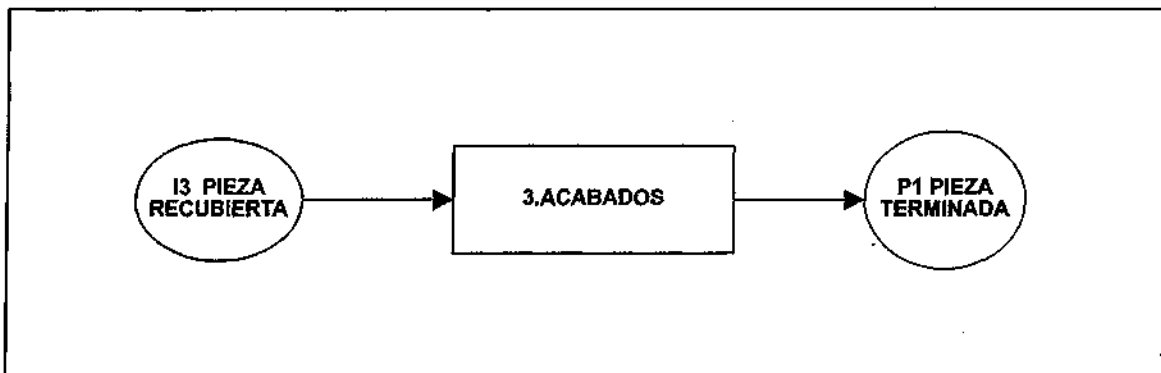 I3 PIEZA
RECUBIERTA
3.ACABADOS
P1 PIEZA
TERMINADA